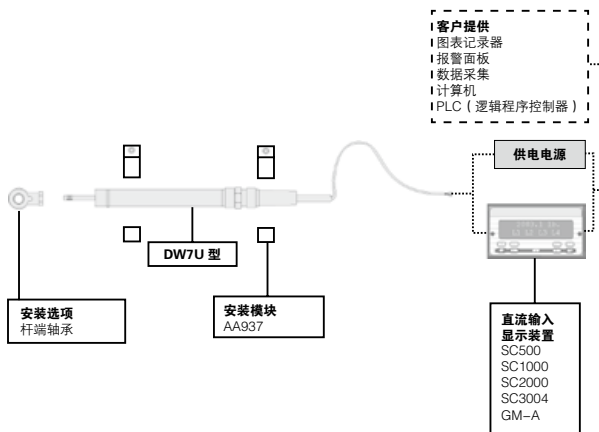 客户提供
图表记录器
报警面板
数据采集
计算机
PLC（逻辑程序控制器）
供电电源
DW7U 型
安装选项
杆端轴承
安装模块
AA937
直流输入
显示装置
SC500
SC1000
SC2000
SC3004
GM–A